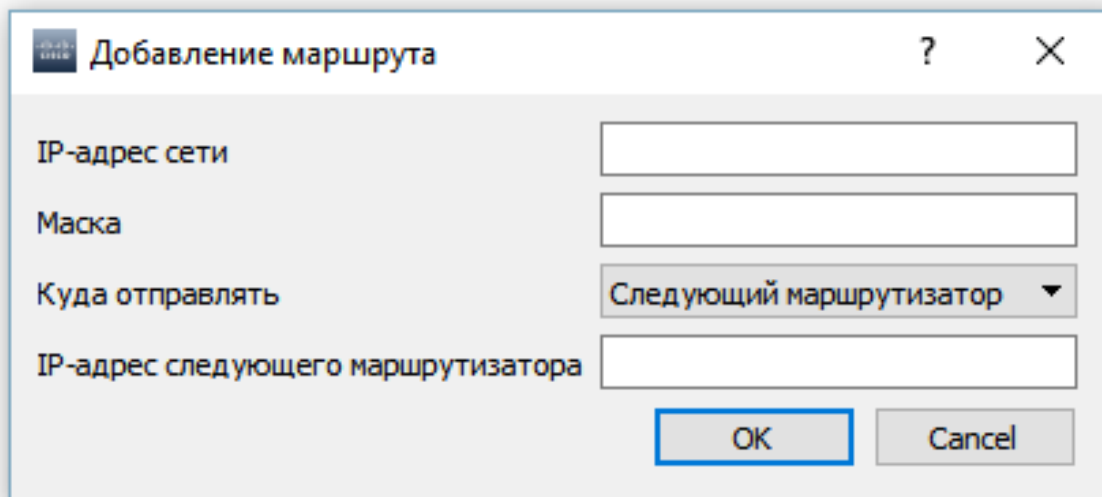 Добавление маршрута
?
IP-адрес сети
Маска
Куда отправлять
Следующий маршрутизатор
IP-адрес следующего маршрутизатора
OK
Cancel